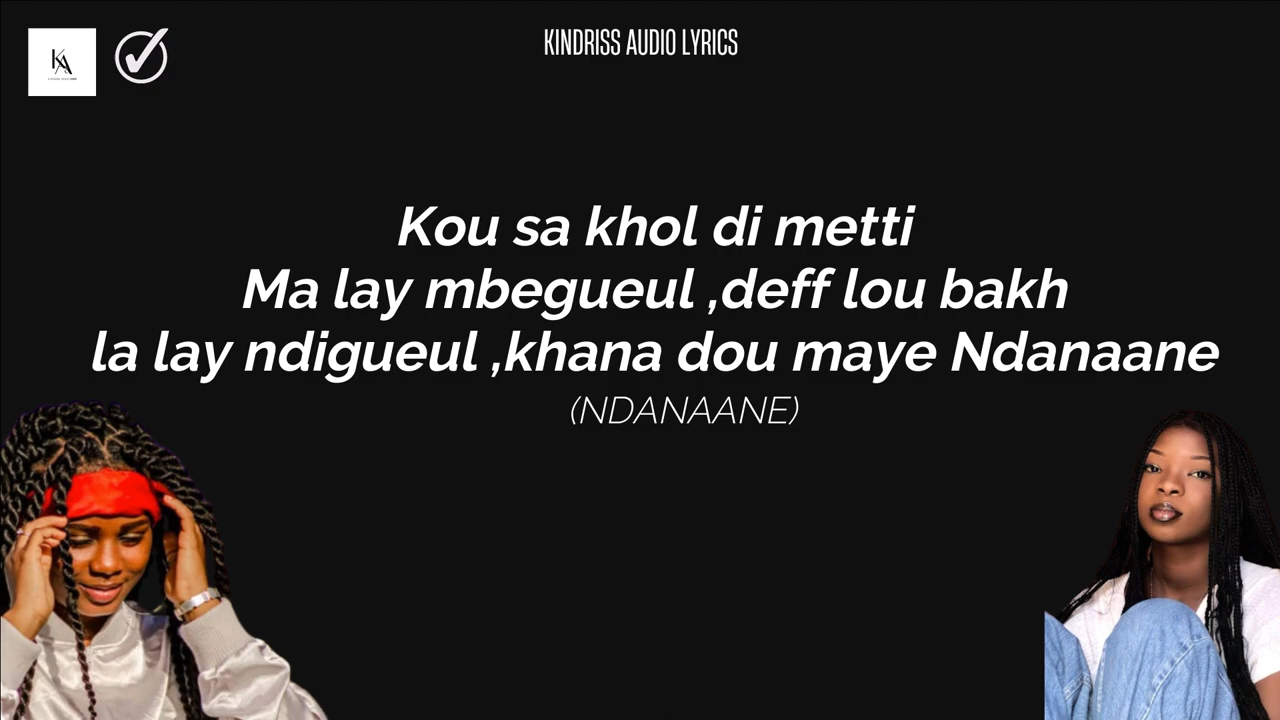 KINDRISS AUDIO LYRICS
KA
Kou sa khol di metti
Ma lay mbegueul ,deff lou bakh
la lay ndigueul ,khana dou maye Ndanaane
(NDANAANE)